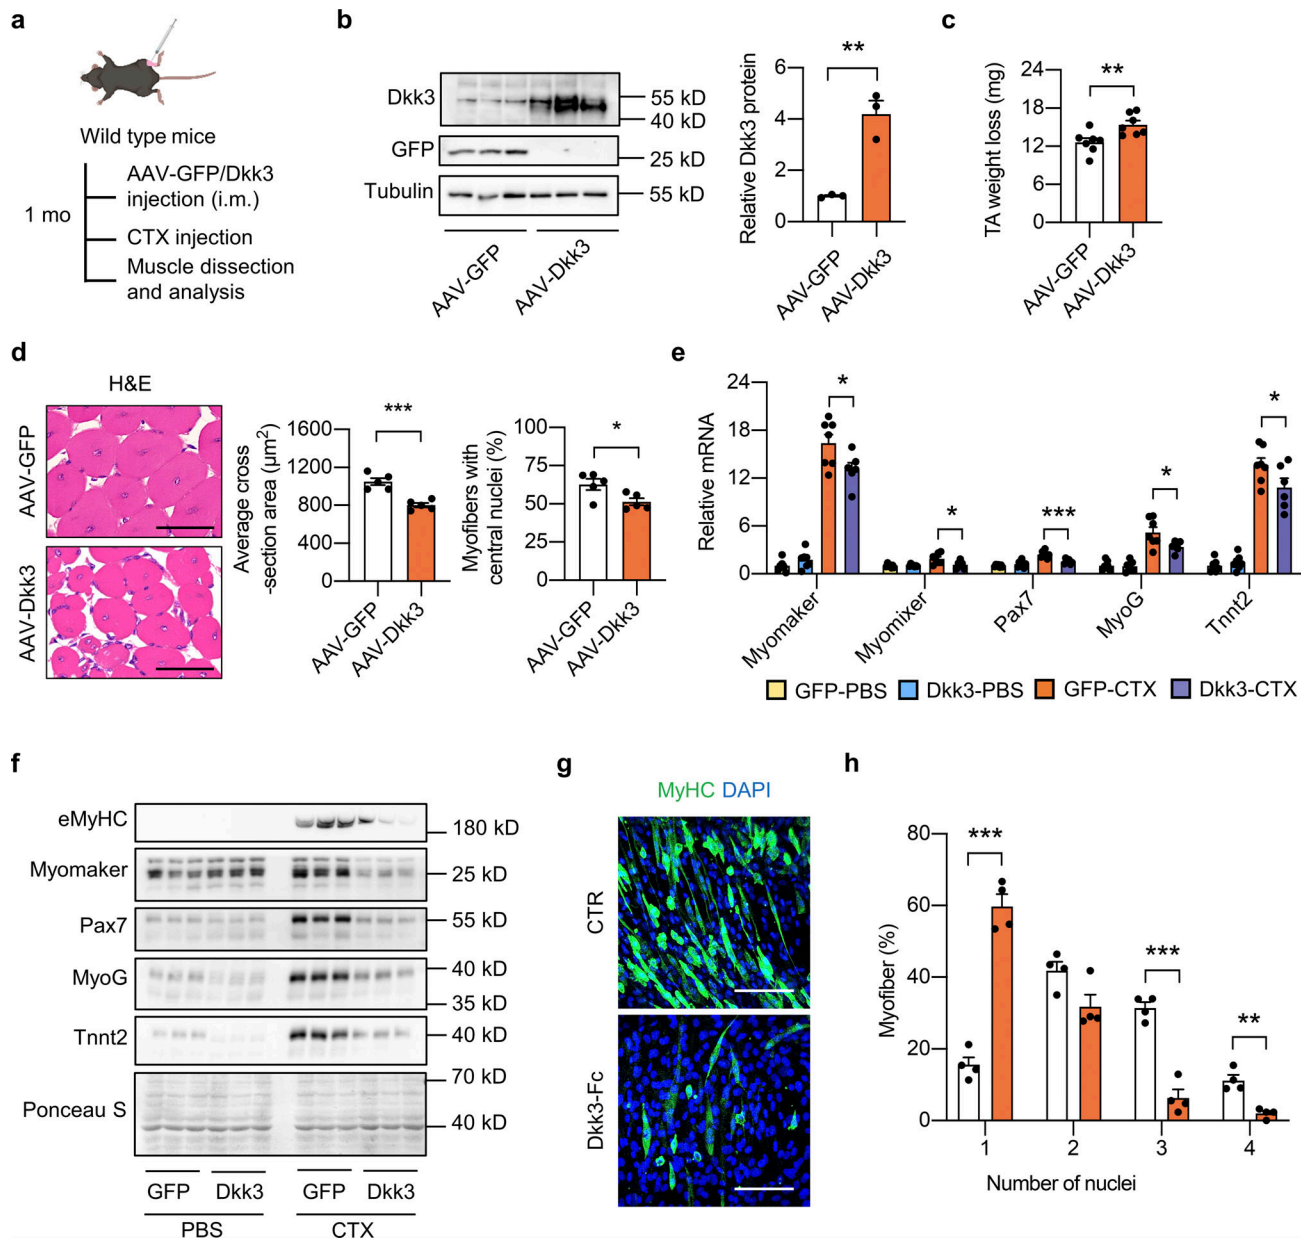 a
Wild type mice
1 mo
AAV-GFP/Dkk3
injection (i.m.)
CTX injection
Muscle dissection
and analysis
b
Dkk3
55 kD
40 kD
GFP
25 kD
Tubulin
55 kD
AAV-GFP
AAV-Dkk3
Relative Dkk3 protein
6
4
2
0
**
AAV-GFP
AAV-Dkk3
c
TA weight loss (mg)
24
18
12
6
0
**
AAV-GFP
AAV-Dkk3
d
H&E
AAV-GFP
AAV-Dkk3
Average cross
-section area (µm²)
1600
1200
800
400
0
***
AAV-GFP
AAV-Dkk3
Myofibers with
central nuclei (%)
100
75
50
25
0
*
AAV-GFP
AAV-Dkk3
e
Relative mRNA
24
18
12
6
0
*
*
***
*
*
Myomaker
Myomixer
Pax7
MyoG
Tnnt2
GFP-PBS
Dkk3-PBS
GFP-CTX
Dkk3-CTX
f
eMyHC
180 kD
Myomaker
25 kD
Pax7
55 kD
MyoG
40 kD
35 kD
Tnnt2
40 kD
70 kD
Ponceau S
40 kD
GFP Dkk3 GFP Dkk3
PBS CTX
g
MyHC DAPI
CTR
Dkk3-Fc
h
Myofiber (%)
80
60
40
20
0
***
***
**
1 2 3 4
Number of nuclei